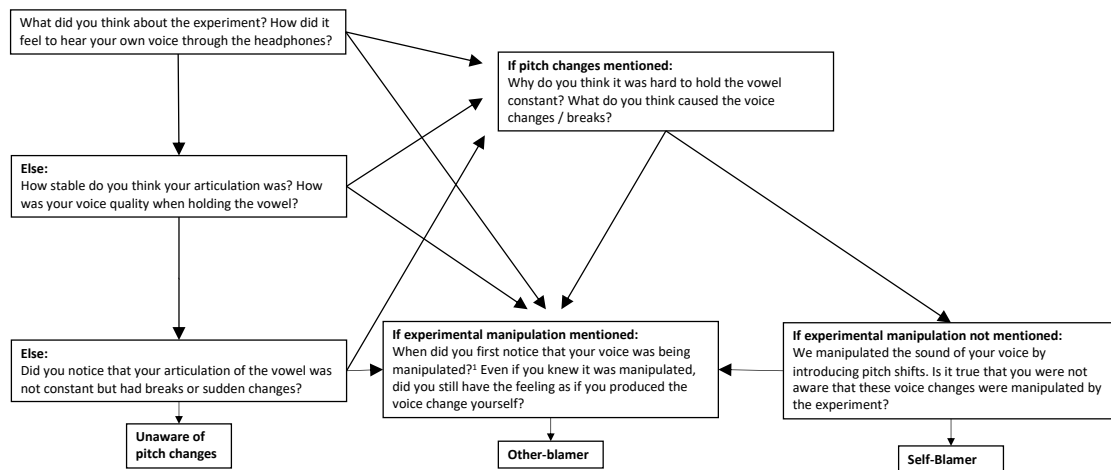 What did you think about the experiment? How did it
feel to hear your own voice through the headphones?
If pitch changes mentioned:
Why do you think it was hard to hold the vowel
constant? What do you think caused the voice
changes / breaks?
Else:
How stable do you think your articulation was? How
was your voice quality when holding the vowel?
Else:
Did you notice that your articulation of the vowel was
not constant but had breaks or sudden changes?
If experimental manipulation mentioned:
When did you first notice that your voice was being
manipulated?¹ Even if you knew it was manipulated,
did you still have the feeling as if you produced the
voice change yourself?
If experimental manipulation not mentioned:
We manipulated the sound of your voice by
introducing pitch shifts. Is it true that you were not
aware that these voice changes were manipulated by
the experiment?
Unaware of
pitch changes
Other-blamer
Self-Blamer